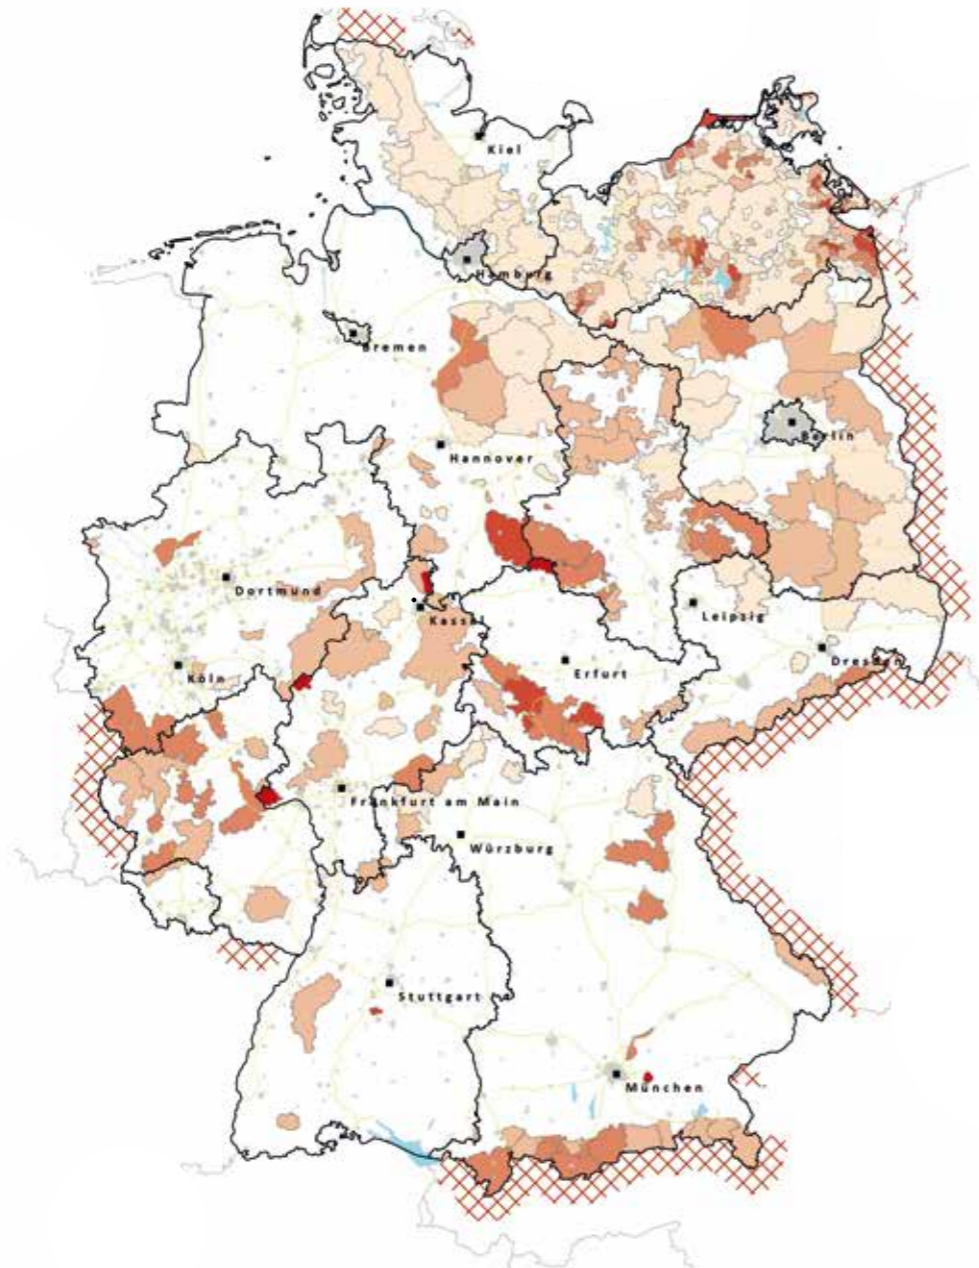 Kiel
Hamburg
Bremen
Berlin
Hannover
Dortmund
Kassel
Leipzig
Dresden
Erfurt
Köln
Frankfurt am Main
Würzburg
Stuttgart
München